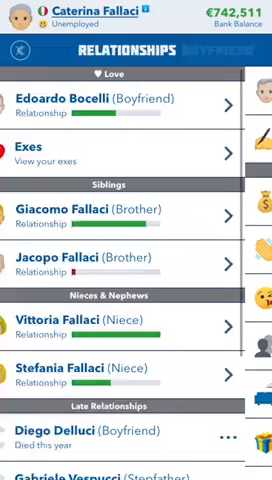 Caterina Fallaci
Unemployed
€742,511
Bank Balance
RELATIONSHIPS BOYFRIEND
Love
Edoardo Bocelli (Boyfriend)
Relationship
Exes
View your exes
Siblings
Giacomo Fallaci (Brother)
Relationship
Jacopo Fallaci (Brother)
Relationship
Nieces & Nephews
Vittoria Fallaci (Niece)
Relationship
Stefania Fallaci (Niece)
Relationship
Late Relationships
Diego Delluci (Boyfriend)
Died this year
Gabriele Vespucci (Stepfather)